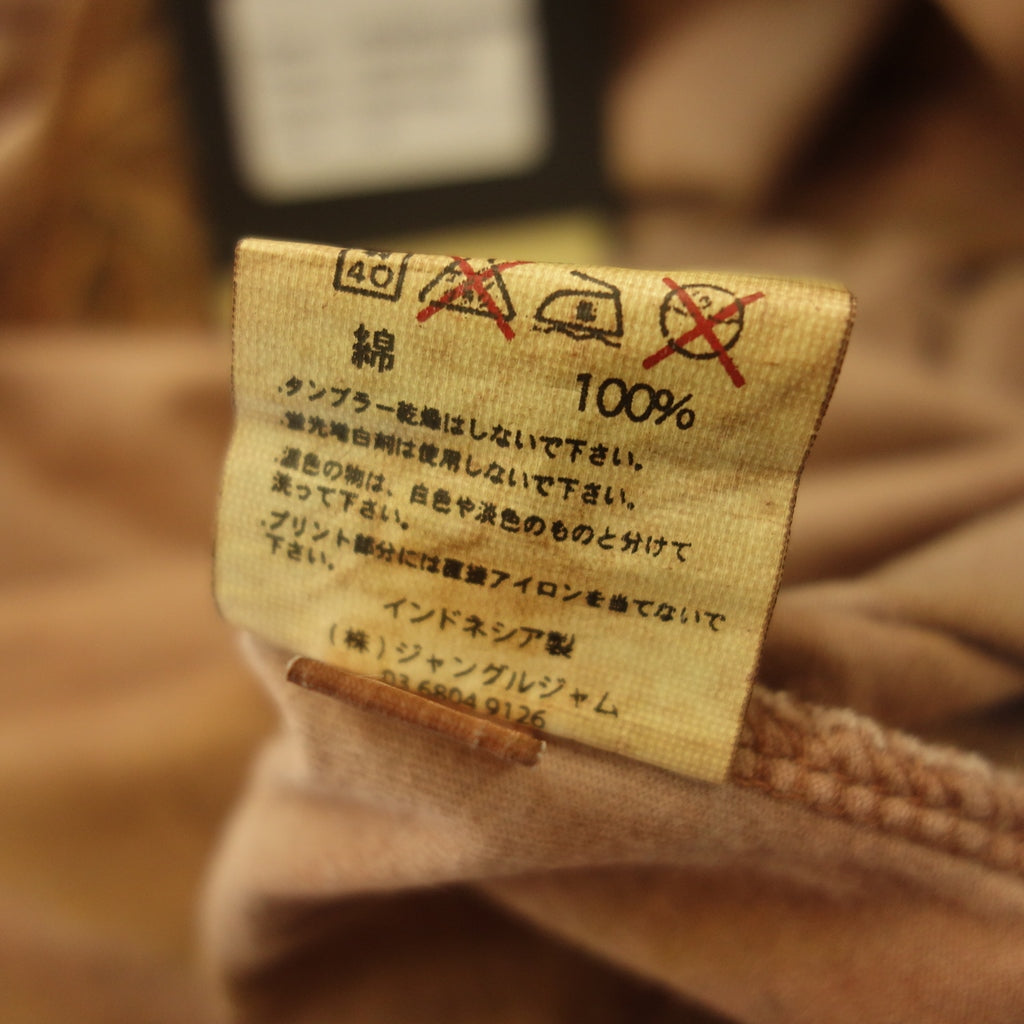 40
綿
100%
・タンブラー乾燥はしないで下さい。
・蛍光増白剤は使用しないで下さい。
・濃色の物は、白色や淡色のものと分けて
洗って下さい。
・プリント部分には直接アイロンを当てないで
下さい。
インドネシア製
(株)ジャングルジャム
03 6804 9126